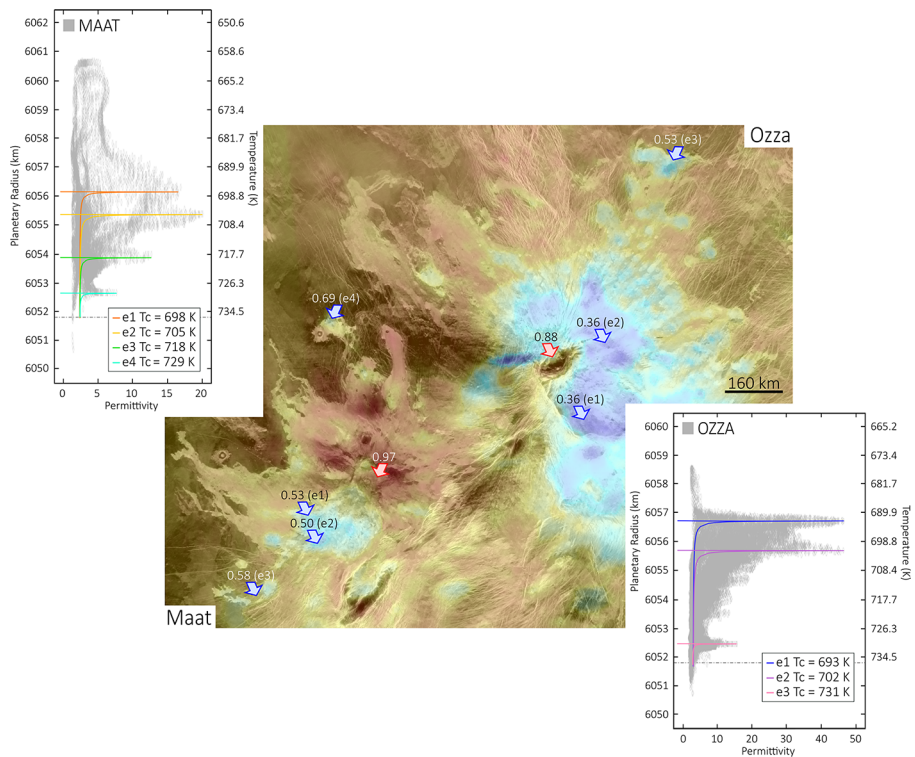 MAAT
6062
6061
6060
6059
6058
6057
6056
6055
6054
6053
6052
6051
6050
Planetary Radius (km)
650.6
658.6
665.2
673.4
681.7
689.9
698.8
708.4
717.7
726.3
734.5
Temperature (K)
e1 Tc = 698 K
e2 Tc = 705 K
e3 Tc = 718 K
e4 Tc = 729 K
0 5 10 15 20
Permittivity
Ozza
0.53 (e3)
0.69 (e4)
0.36 (e2)
0.88
160 km
0.36 (e1)
0.97
0.53 (e1)
0.50 (e2)
0.58 (e3)
Maat
OZZA
6060
6059
6058
6057
6056
6055
6054
6053
6052
6051
6050
Planetary Radius (km)
665.2
673.4
681.7
689.9
698.8
708.4
717.7
726.3
734.5
Temperature (K)
e1 Tc = 693 K
e2 Tc = 702 K
e3 Tc = 731 K
0 10 20 30 40 50
Permittivity